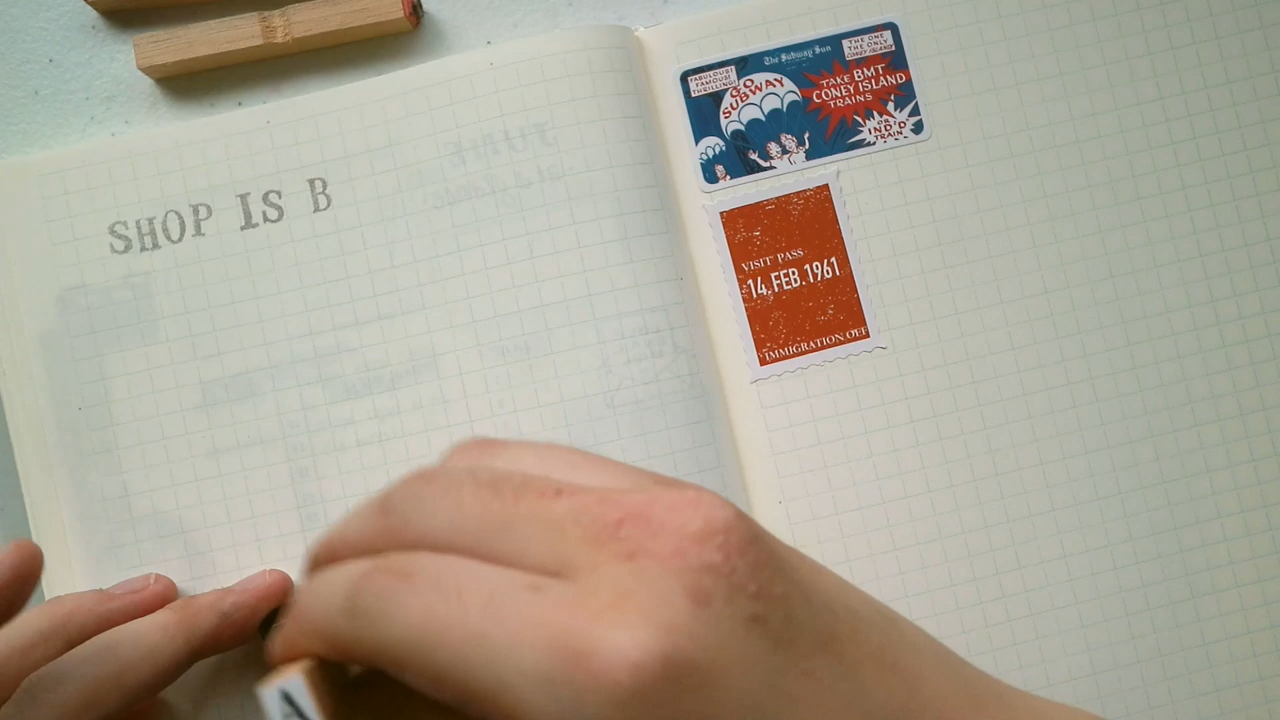 SHOP IS B
FABULOUS!
FAMOUS!
THRILLING!
The Subway Sun
THE ONE
THE ONLY
CONEY ISLAND
GO
SUBWAY
TAKE BMT
CONEY ISLAND
TRAINS
OR
IND'D
TRAIN
VISIT PASS
14.FEB.1961
IMMIGRATION OFF
A